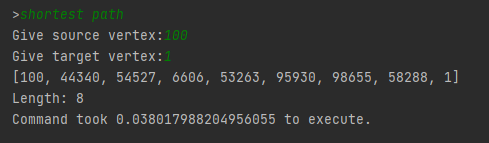 >shortest path
Give source vertex:100
Give target vertex:1
[100, 44340, 54527, 6606, 53263, 95930, 98655, 58288, 1]
Length: 8
Command took 0.038017988204956055 to execute.